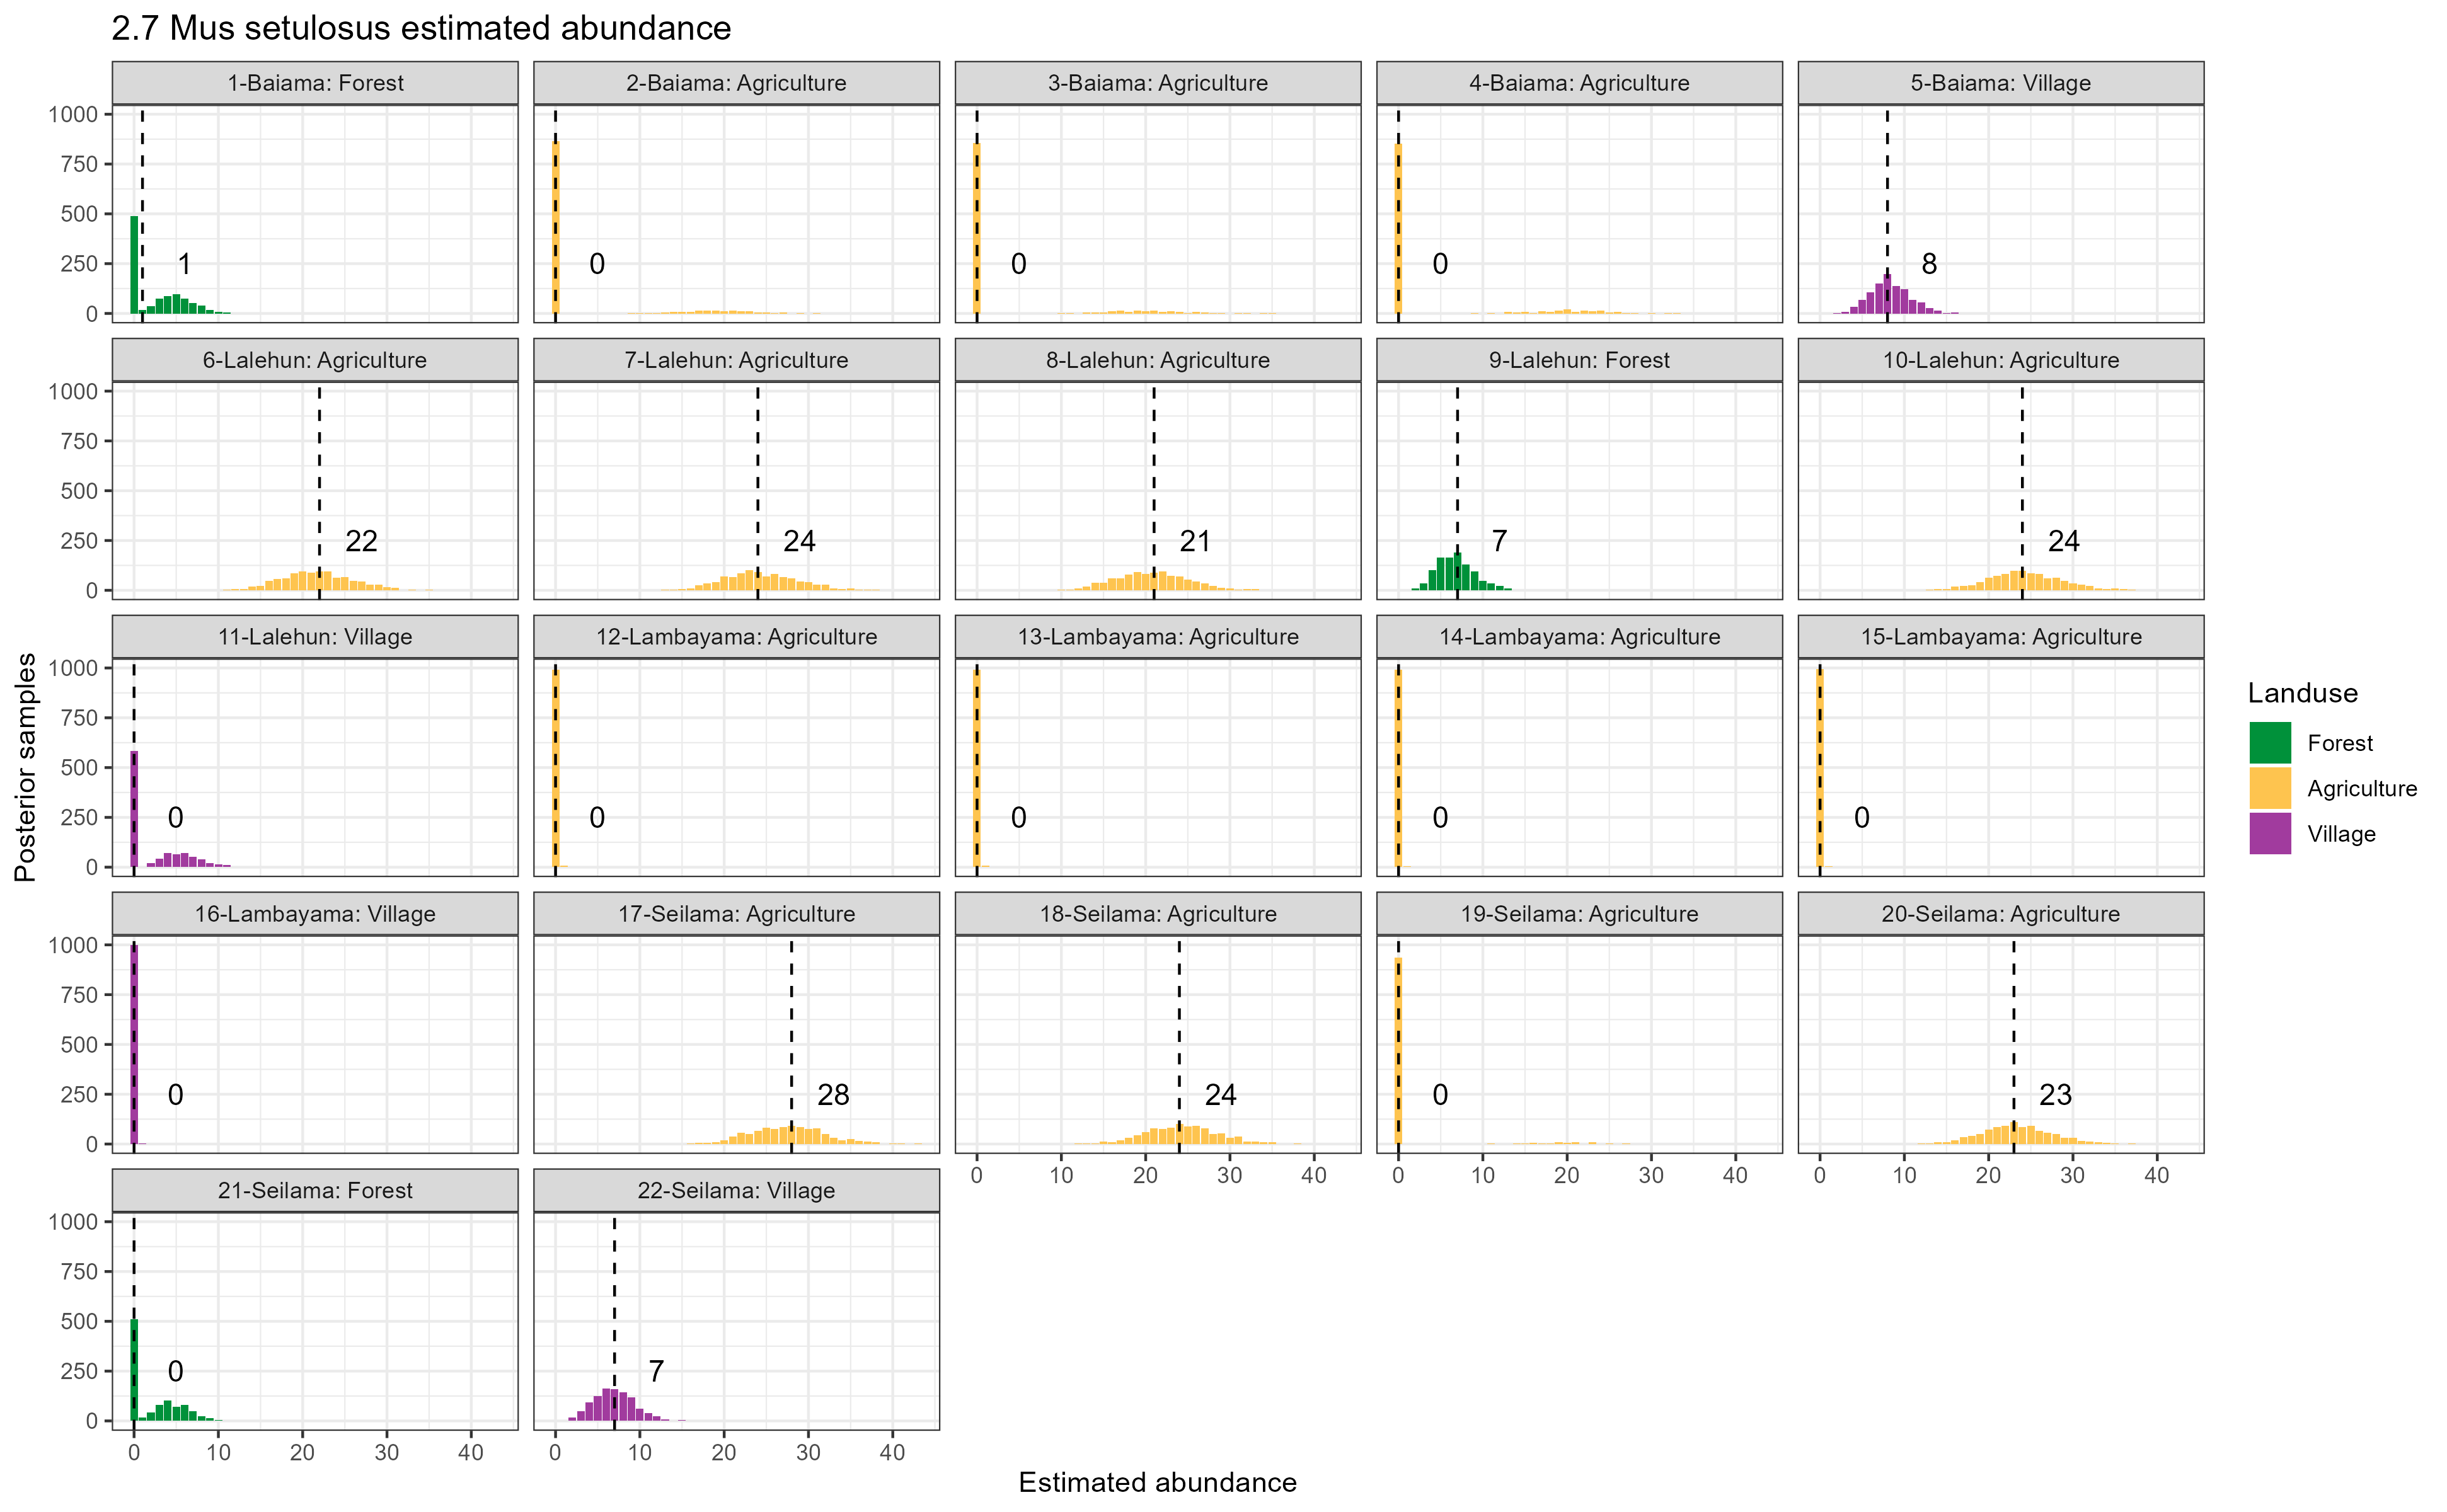 2.7 Mus setulosus estimated abundance
1-Baiama: Forest
2-Baiama: Agriculture
3-Baiama: Agriculture
4-Baiama: Agriculture
5-Baiama: Village
1000
750
500
250
0
1
0
0
0
8
6-Lalehun: Agriculture
7-Lalehun: Agriculture
8-Lalehun: Agriculture
9-Lalehun: Forest
10-Lalehun: Agriculture
1000
750
500
250
0
22
24
21
7
24
11-Lalehun: Village
12-Lambayama: Agriculture
13-Lambayama: Agriculture
14-Lambayama: Agriculture
15-Lambayama: Agriculture
1000
750
500
250
0
0
0
0
0
0
16-Lambayama: Village
17-Seilama: Agriculture
18-Seilama: Agriculture
19-Seilama: Agriculture
20-Seilama: Agriculture
1000
750
500
250
0
0
28
24
0
23
0 10 20 30 40
0 10 20 30 40
0 10 20 30 40
21-Seilama: Forest
22-Seilama: Village
1000
750
500
250
0
0
7
0 10 20 30 40
0 10 20 30 40
Estimated abundance
Posterior samples
Landuse
Forest
Agriculture
Village